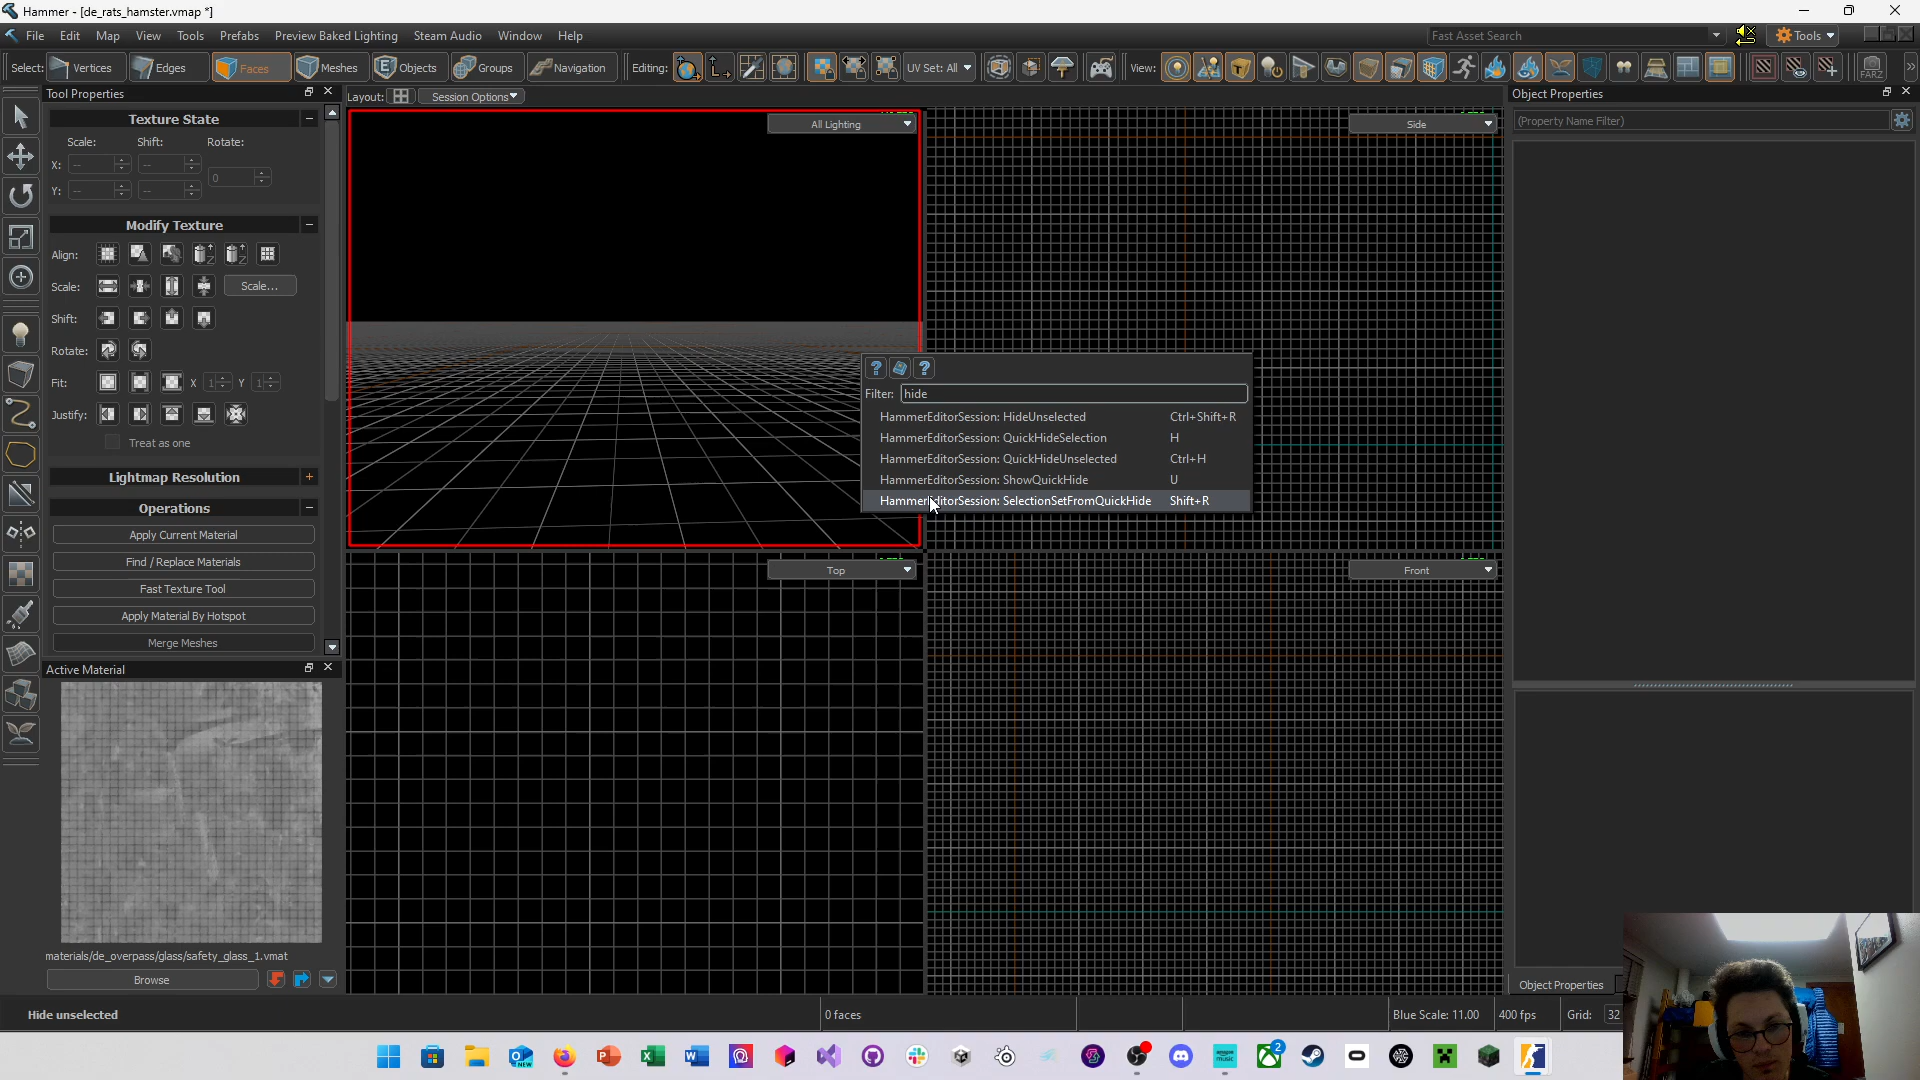 Hammer - [de_rats_hamster.vmap *]
File Edit Map View Tools Prefabs Preview Baked Lighting Steam Audio Window Help
Fast Asset Search
Tools
Select: Vertices Edges Faces Meshes Objects Groups Navigation Editing: UV Set: All View: FARZ
Tool Properties
Layout: Session Options
Object Properties
Texture State
Scale: Shift: Rotate:
X: -- --
0
Y: -- --
Modify Texture
Align:
Scale: Scale...
Shift:
Rotate:
Fit: X 1 Y 1
Justify:
Treat as one
Lightmap Resolution
Operations
Apply Current Material
Find / Replace Materials
Fast Texture Tool
Apply Material By Hotspot
Merge Meshes
Active Material
materials/de_overpass/glass/safety_glass_1.vmat
Browse
All Lighting
Side
Top
Front
(Property Name Filter)
Filter: hide
HammerEditorSession: HideUnselected Ctrl+Shift+R
HammerEditorSession: QuickHideSelection H
HammerEditorSession: QuickHideUnselected Ctrl+H
HammerEditorSession: ShowQuickHide U
HammerEditorSession: SelectionSetFromQuickHide Shift+R
Object Properties
Hide unselected
0 faces
Blue Scale: 11.00
400 fps
Grid: 32
NEW
2